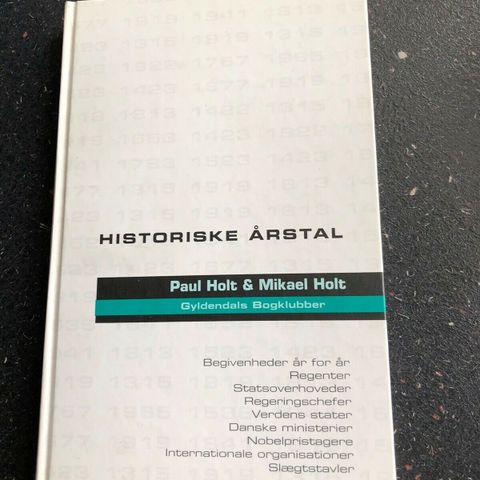 HISTORISKE ÅRSTAL
Paul Holt & Mikael Holt
Gyldendals Bogklubber
Begivenheder år for år
Regenter
Statsoverhoveder
Regeringschefer
Verdens stater
Danske ministerier
Nobelpristagere
Internationale organisationer
Slægtstavler